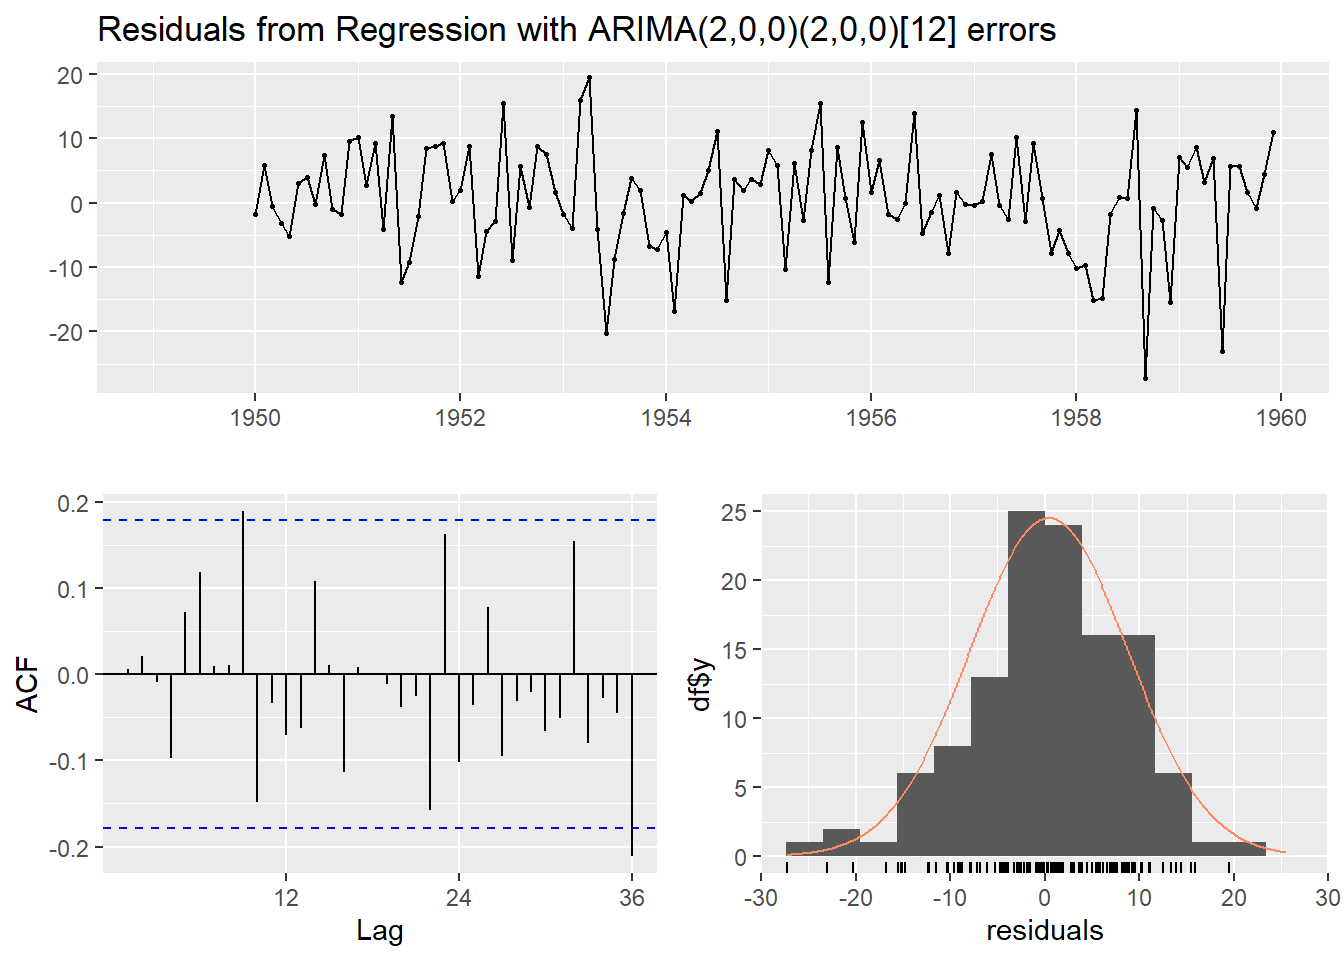 Residuals from Regression with ARIMA(2,0,0)(2,0,0)[12] errors
20
10
0
-10
-20
1950 1952 1954 1956 1958 1960
ACF
0.2
0.1
0.0
-0.1
-0.2
12 24 36
Lag
df$y
25
20
15
10
5
0
-30 -20 -10 0 10 20 30
residuals